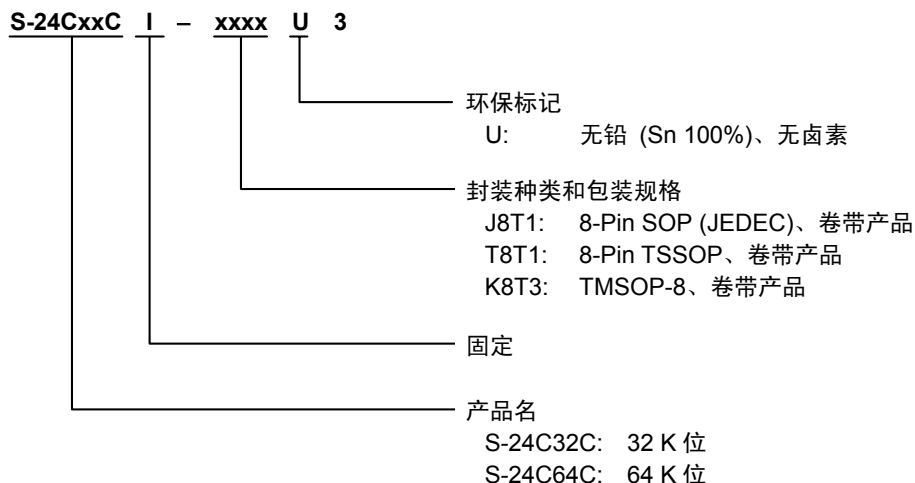 S-24CxxC I – xxxx U 3
环保标记
U: 无铅 (Sn 100%)、无卤素
封装种类和包装规格
J8T1: 8-Pin SOP (JEDEC)、卷带产品
T8T1: 8-Pin TSSOP、卷带产品
K8T3: TMSOP-8、卷带产品
固定
产品名
S-24C32C: 32 K 位
S-24C64C: 64 K 位